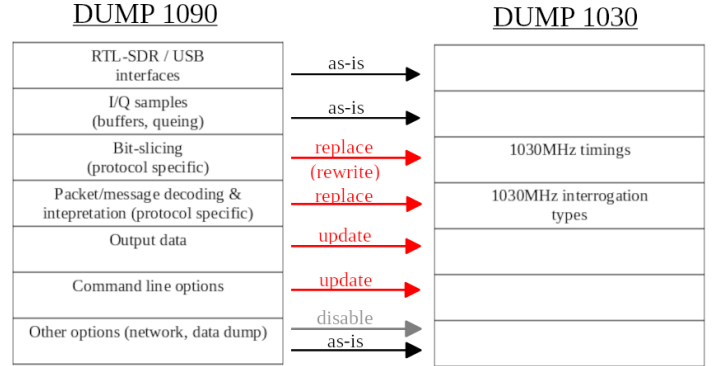 DUMP 1090
DUMP 1030
RTL-SDR / USB
interfaces
as-is
I/Q samples
(buffers, queing)
as-is
Bit-slicing
(protocol specific)
replace
(rewrite)
1030MHz timings
Packet/message decoding &
intepretation (protocol specific)
replace
1030MHz interrogation
types
Output data
update
Command line options
update
Other options (network, data dump)
disable
as-is